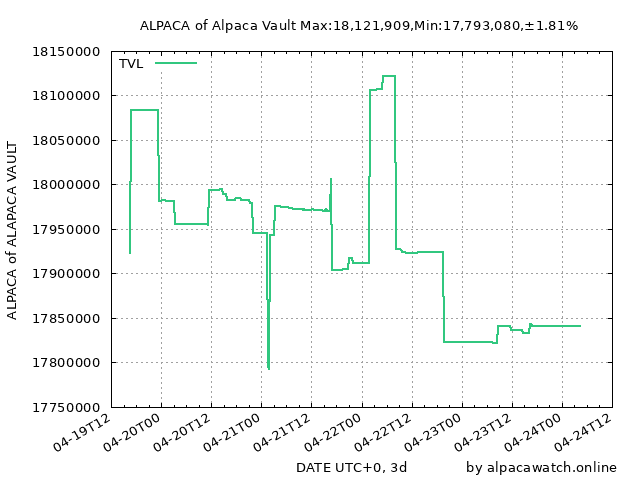 ALPACA of Alpaca Vault Max:18,121,909,Min:17,793,080,±1.81%
TVL
ALPACA of ALAPACA VAULT
18150000
18100000
18050000
18000000
17950000
17900000
17850000
17800000
17750000
04-19T12
04-20T00
04-20T12
04-21T00
04-21T12
04-22T00
04-22T12
04-23T00
04-23T12
04-24T00
04-24T12
DATE UTC+0, 3d
by alpacawatch.online